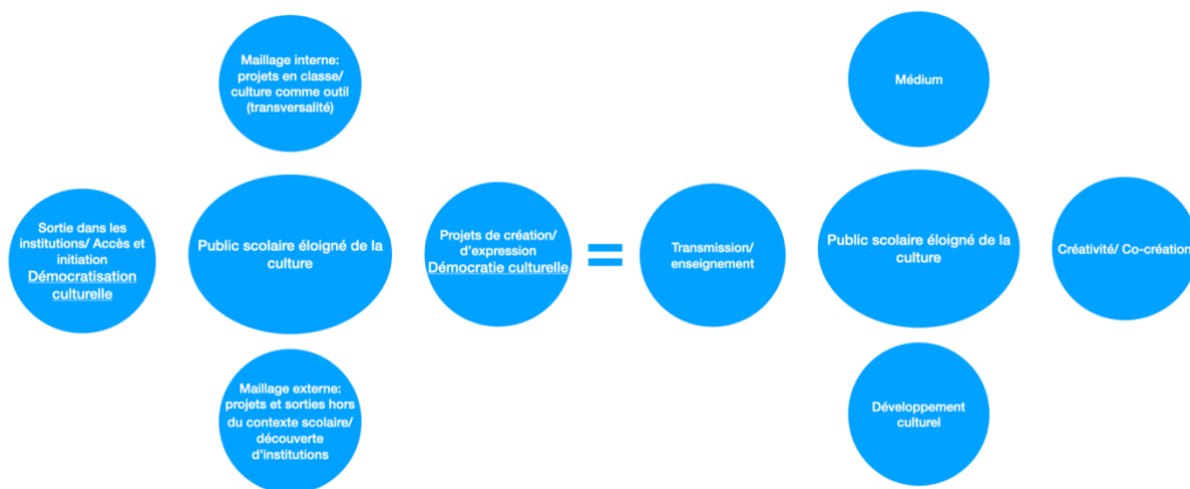 Maillage interne:
projets en classe/
culture comme outil
(transversalité)
Sortie dans les
institutions/ Accès et
initiation
Démocratisation
culturelle
Public scolaire éloigné de la
culture
Projets de création/
d'expression
Démocratie culturelle
Maillage externe:
projets et sorties hors
du contexte scolaire/
découverte
d'institutions
=
Médium
Transmission/
enseignement
Public scolaire éloigné de la
culture
Créativité/ Co-création
Développement
culturel